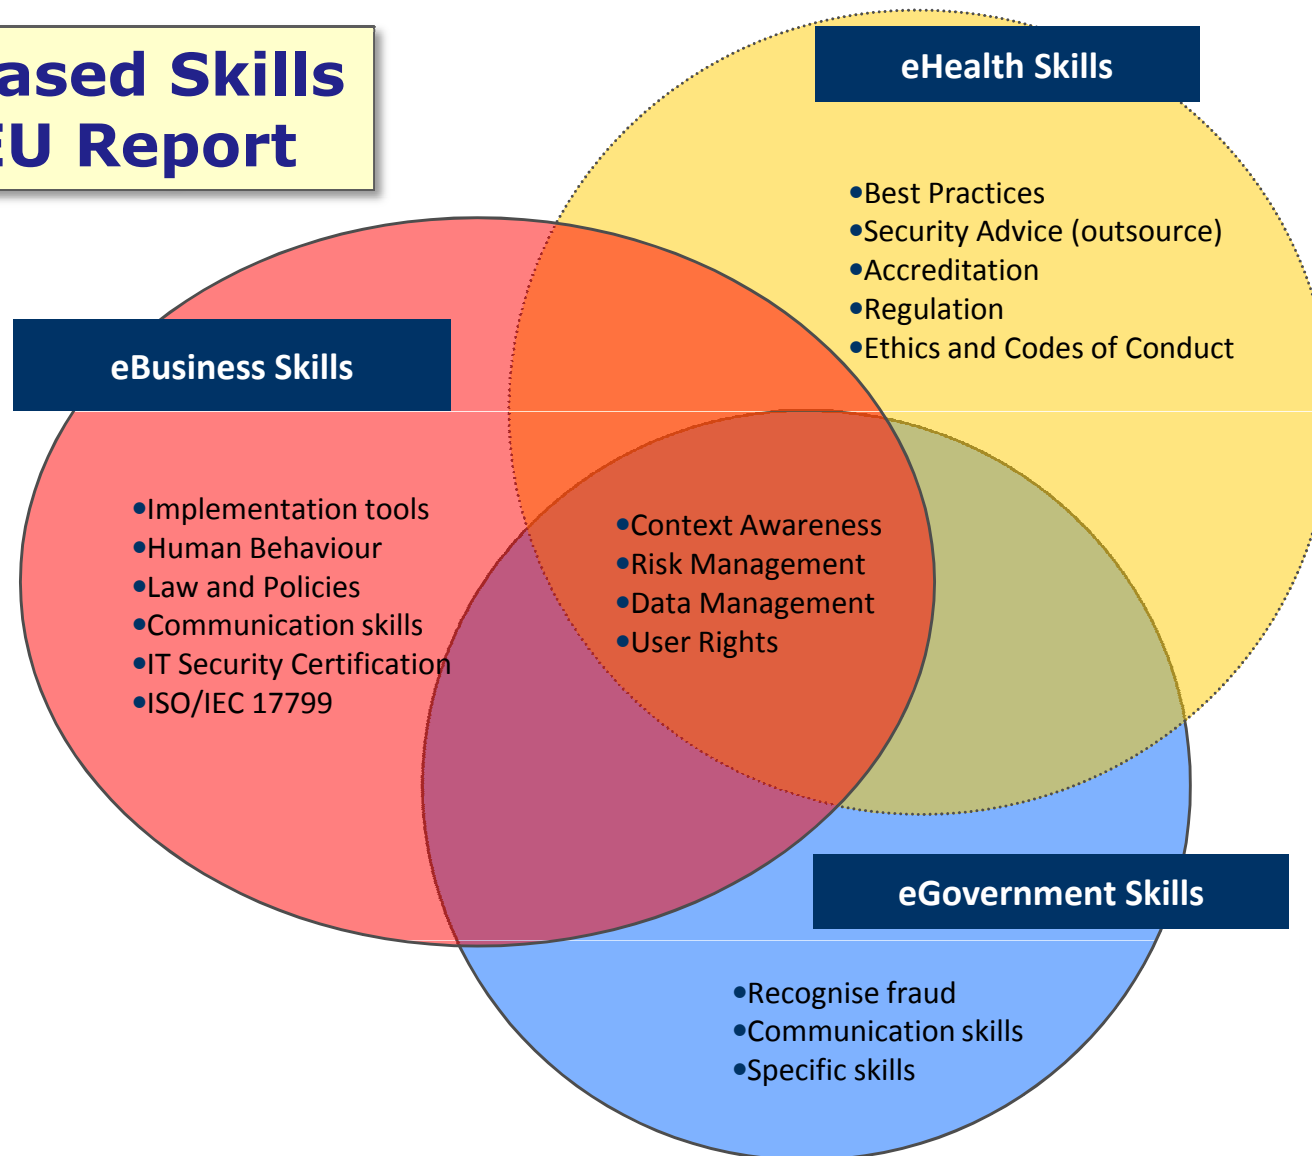 ased Skills
EU Report
eHealth Skills
•Best Practices
•Security Advice (outsource)
•Accreditation
•Regulation
•Ethics and Codes of Conduct
eBusiness Skills
•Implementation tools
•Human Behaviour
•Law and Policies
•Communication skills
•IT Security Certification
•ISO/IEC 17799
•Context Awareness
•Risk Management
•Data Management
•User Rights
eGovernment Skills
•Recognise fraud
•Communication skills
•Specific skills